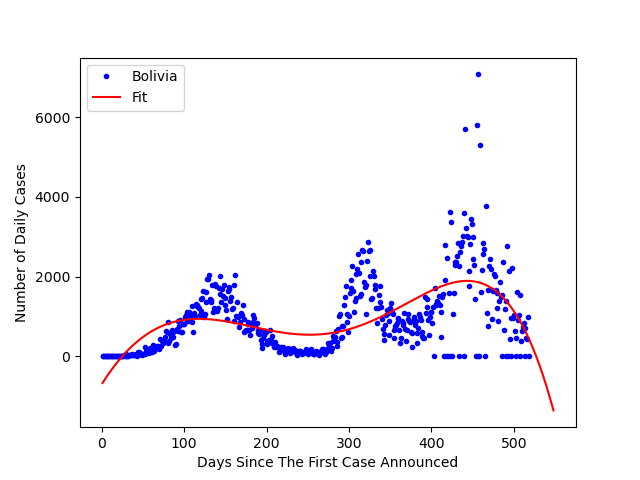 Bolivia
Fit
6000
4000
2000
0
Number of Daily Cases
0 100 200 300 400 500
Days Since The First Case Announced